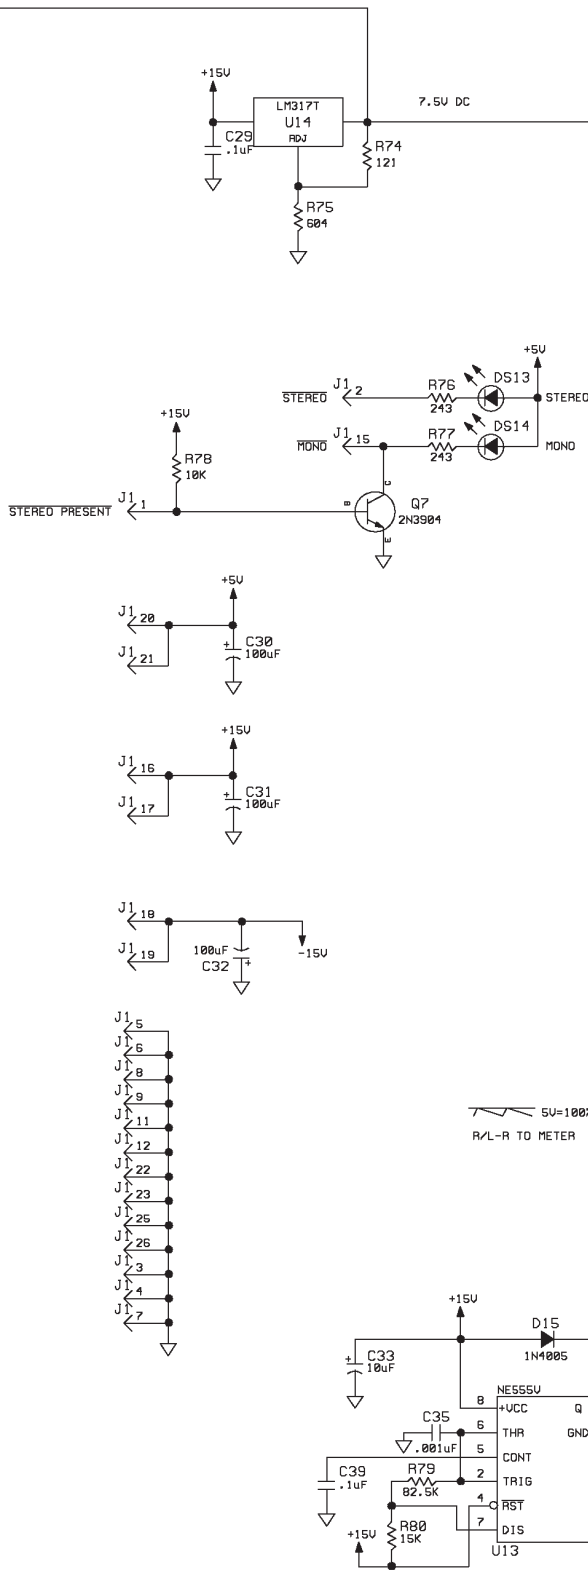 +15V
LM317T
U14
ADJ
7.5V DC
C29
.1uF
R74
121
R75
604
+5V
J1
2
STEREO
R76
243
DS13
STEREO
+15V
J1
15
MONO
R77
243
DS14
MONO
R78
10K
C
J1
1
STEREO PRESENT
B
Q7
2N3904
E
+5V
J1
20
C30
100uF
+
J1
21
+15V
J1
16
C31
100uF
+
J1
17
J1
18
100uF
C32
+
-15V
J1
19
J1
5
J1
6
J1
8
J1
9
J1
11
5V=100%
J1
12
R/L-R TO METER
J1
22
J1
23
J1
25
J1
26
J1
3
J1
4
+15V
J1
7
D15
1N4005
+
C33
10uF
NE555V
8
+VCC
Q
C35
.001uF
6
THR
GND
5
CONT
C39
.1uF
R79
82.5K
2
TRIG
4
RST
+15V
R80
15K
7
DIS
U13